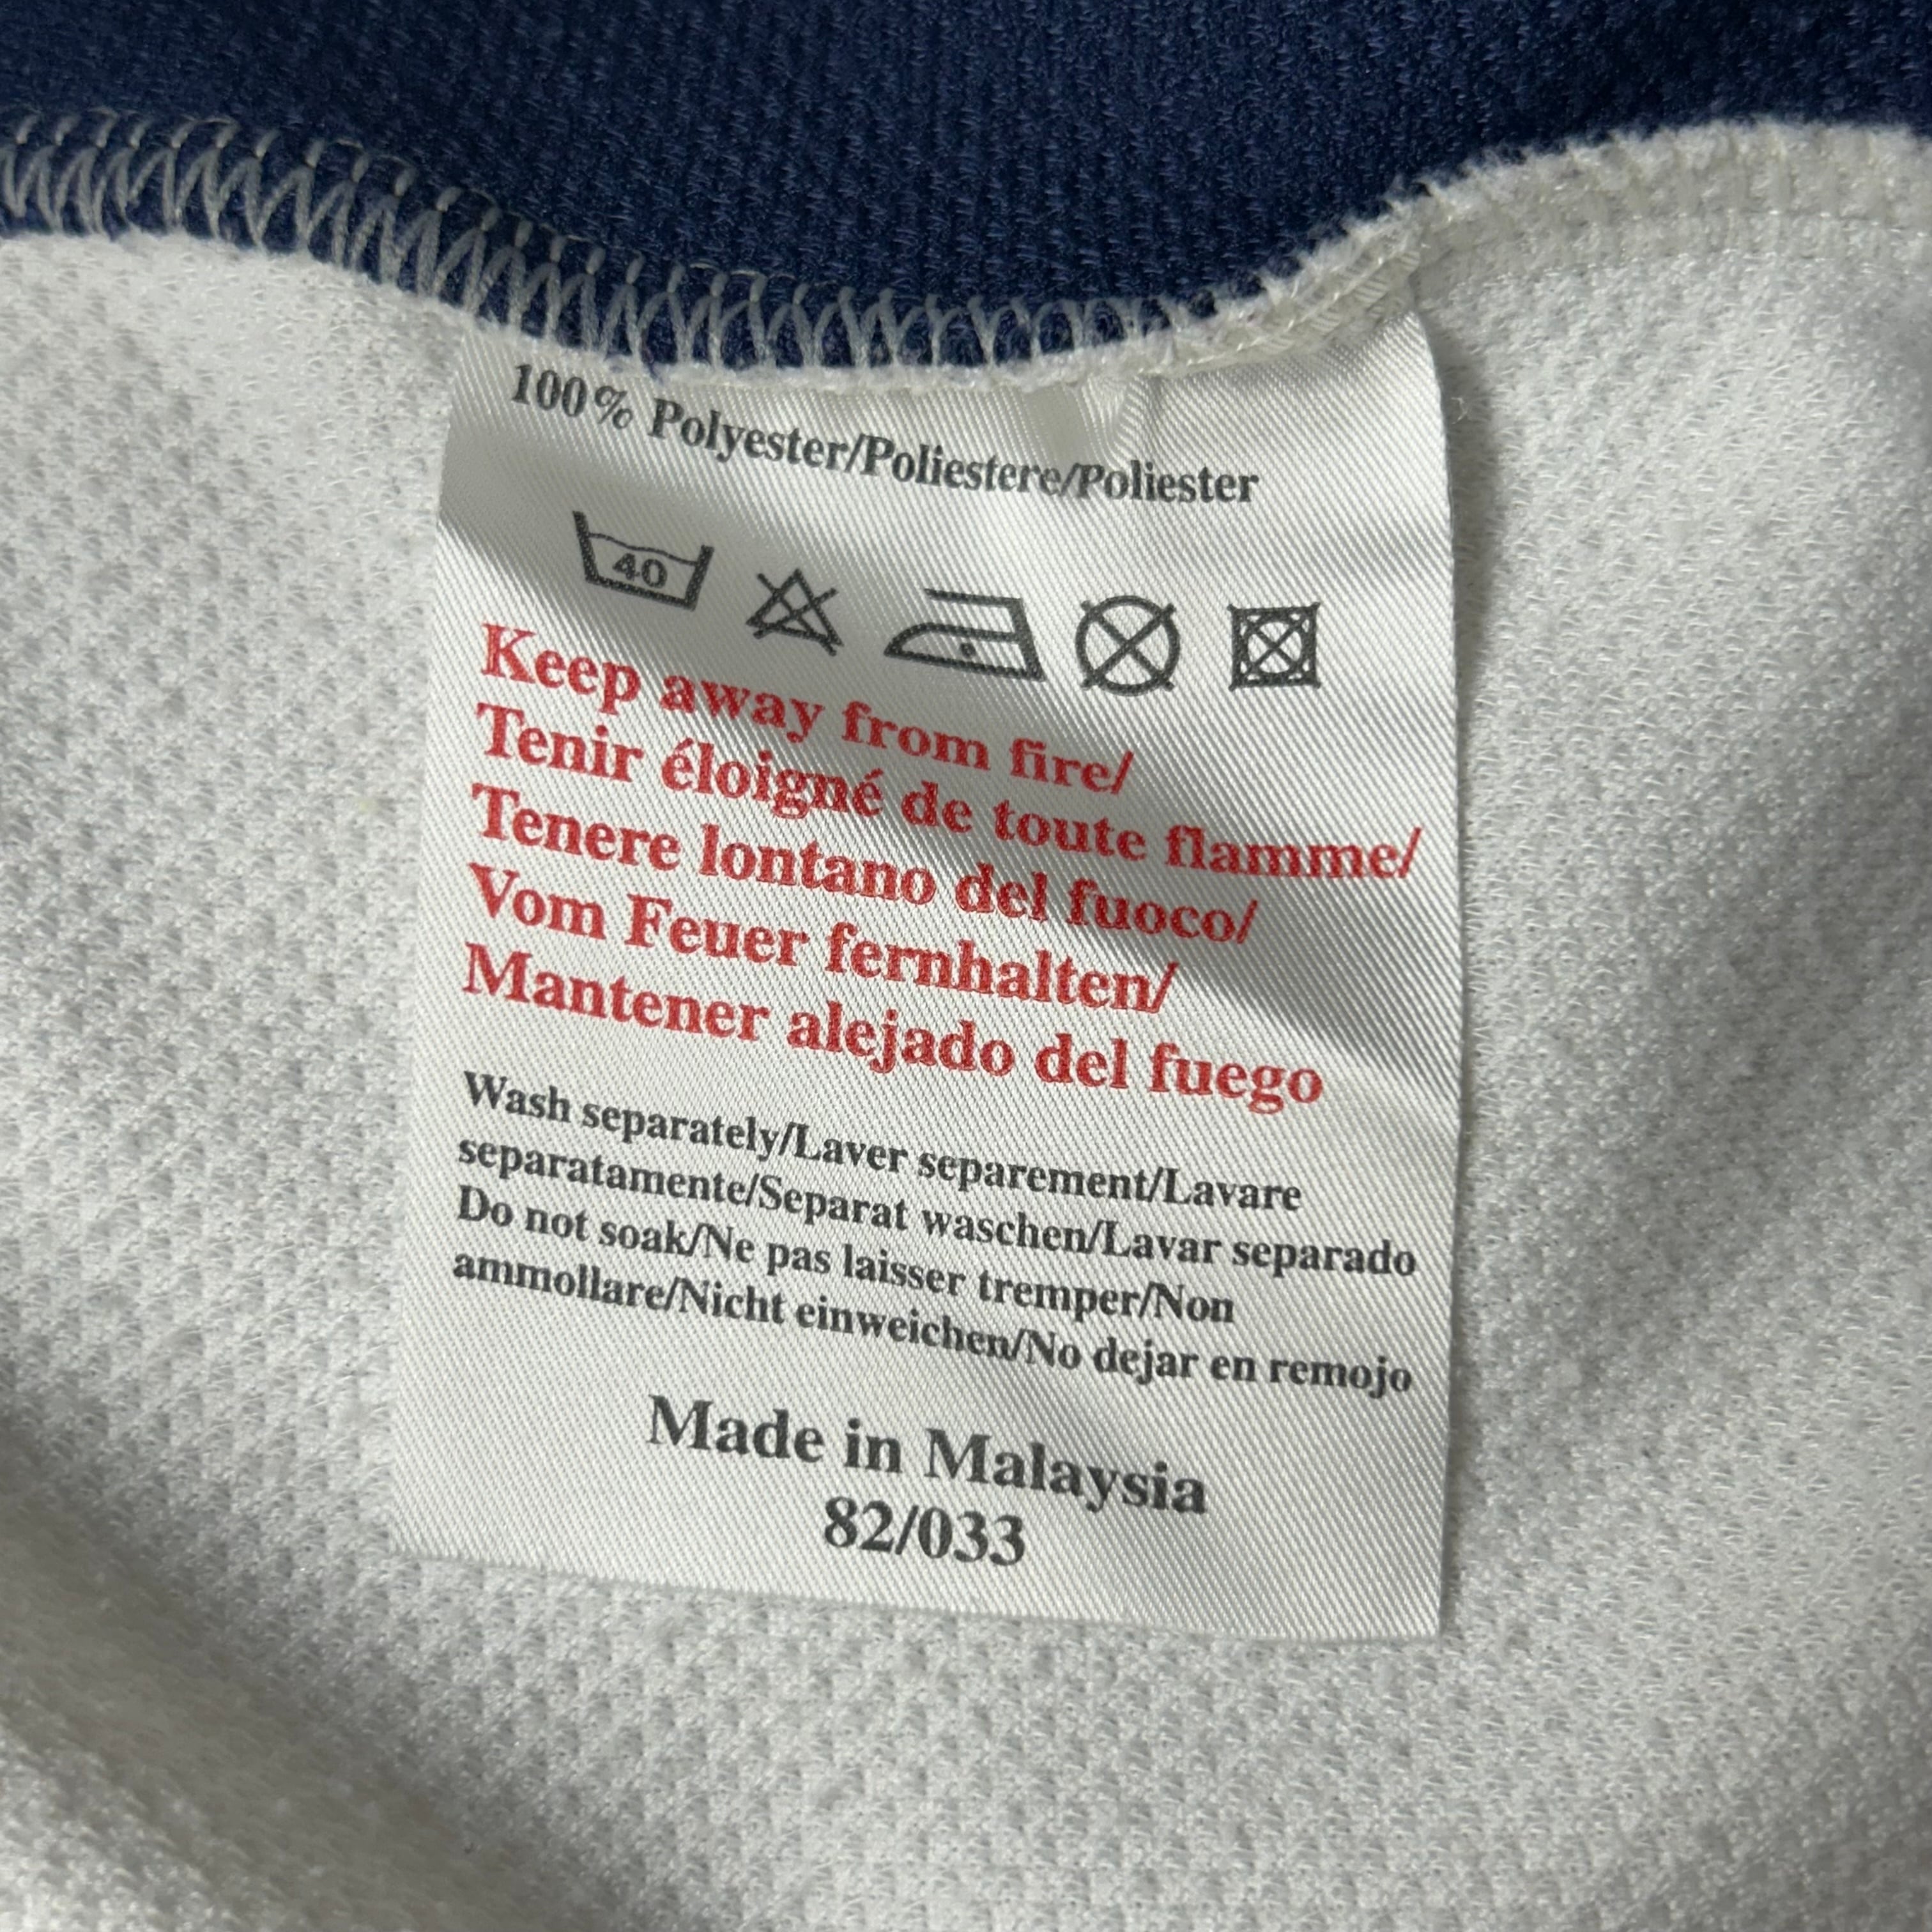 100% Polyester/Poliestere/Poliester
40
Keep away from fire/
Tenir éloigné de toute flamme/
Tenere lontano del fuoco/
Vom Feuer fernhalten/
Mantener alejado del fuego
Wash separately/Laver separement/Lavare
separatamente/Separat waschen/Lavar separado
Do not soak/Ne pas laisser tremper/Non
ammollare/Nicht einweichen/No dejar en remojo
Made in Malaysia
82/033